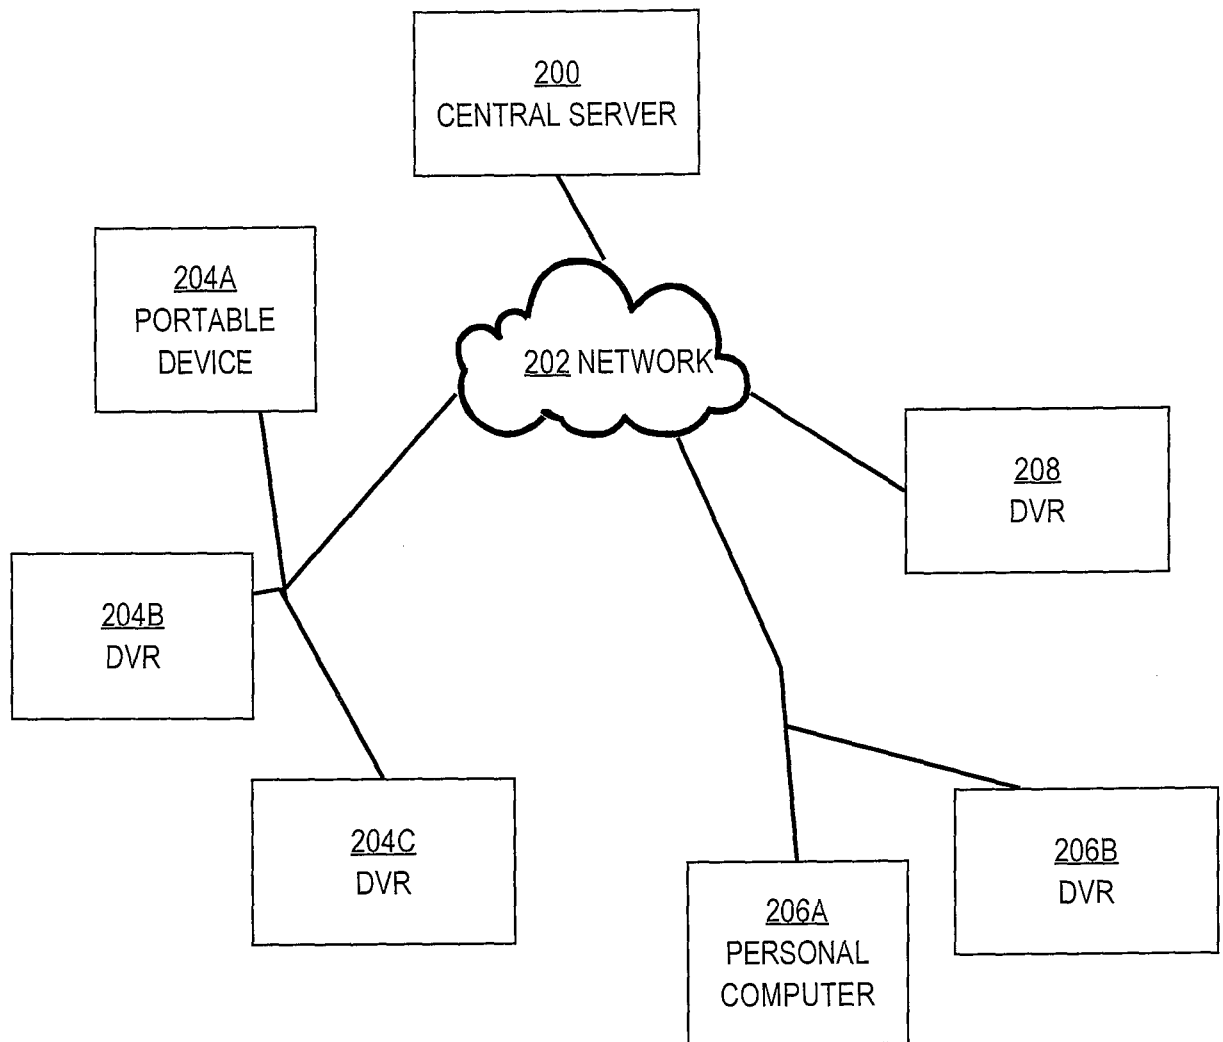 200
CENTRAL SERVER
204A
PORTABLE
DEVICE
202 NETWORK
208
DVR
204B
DVR
204C
DVR
206A
PERSONAL
COMPUTER
206B
DVR